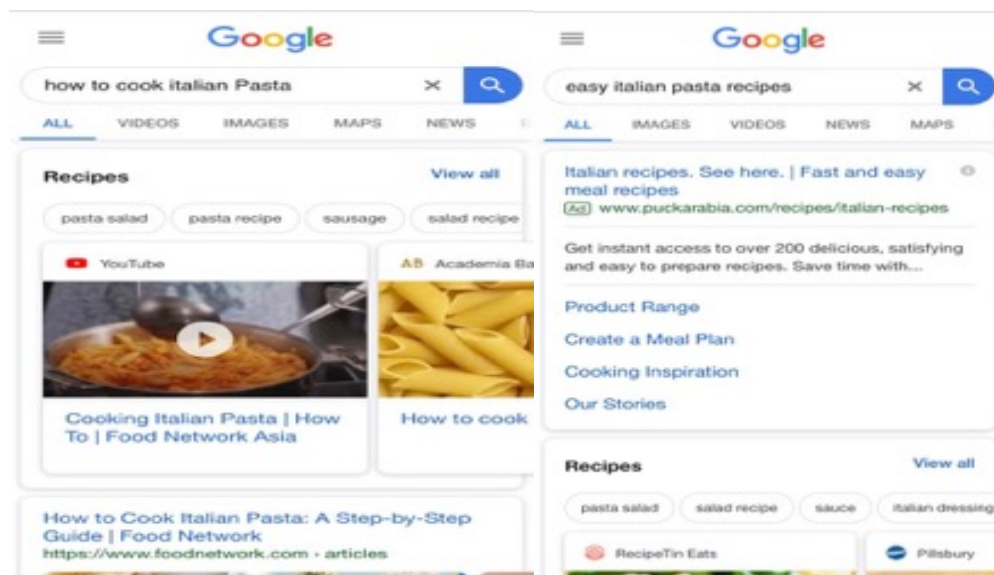 Google
how to cook italian Pasta
ALL VIDEOS IMAGES MAPS NEWS
Recipes View all
pasta salad pasta recipe sausage salad recipe
YouTube AB Academia Ba
Cooking Italian Pasta | How
To | Food Network Asia
How to cook
How to Cook Italian Pasta: A Step-by-Step
Guide | Food Network
https://www.foodnetwork.com › articles
Google
easy italian pasta recipes
ALL IMAGES VIDEOS NEWS MAPS
Italian recipes. See here. | Fast and easy
meal recipes
Ad www.puckarabia.com/recipes/italian-recipes
Get instant access to over 200 delicious, satisfying
and easy to prepare recipes. Save time with...
Product Range
Create a Meal Plan
Cooking Inspiration
Our Stories
Recipes View all
pasta salad salad recipe sauce italian dressing
RecipeTin Eats Pillsbury